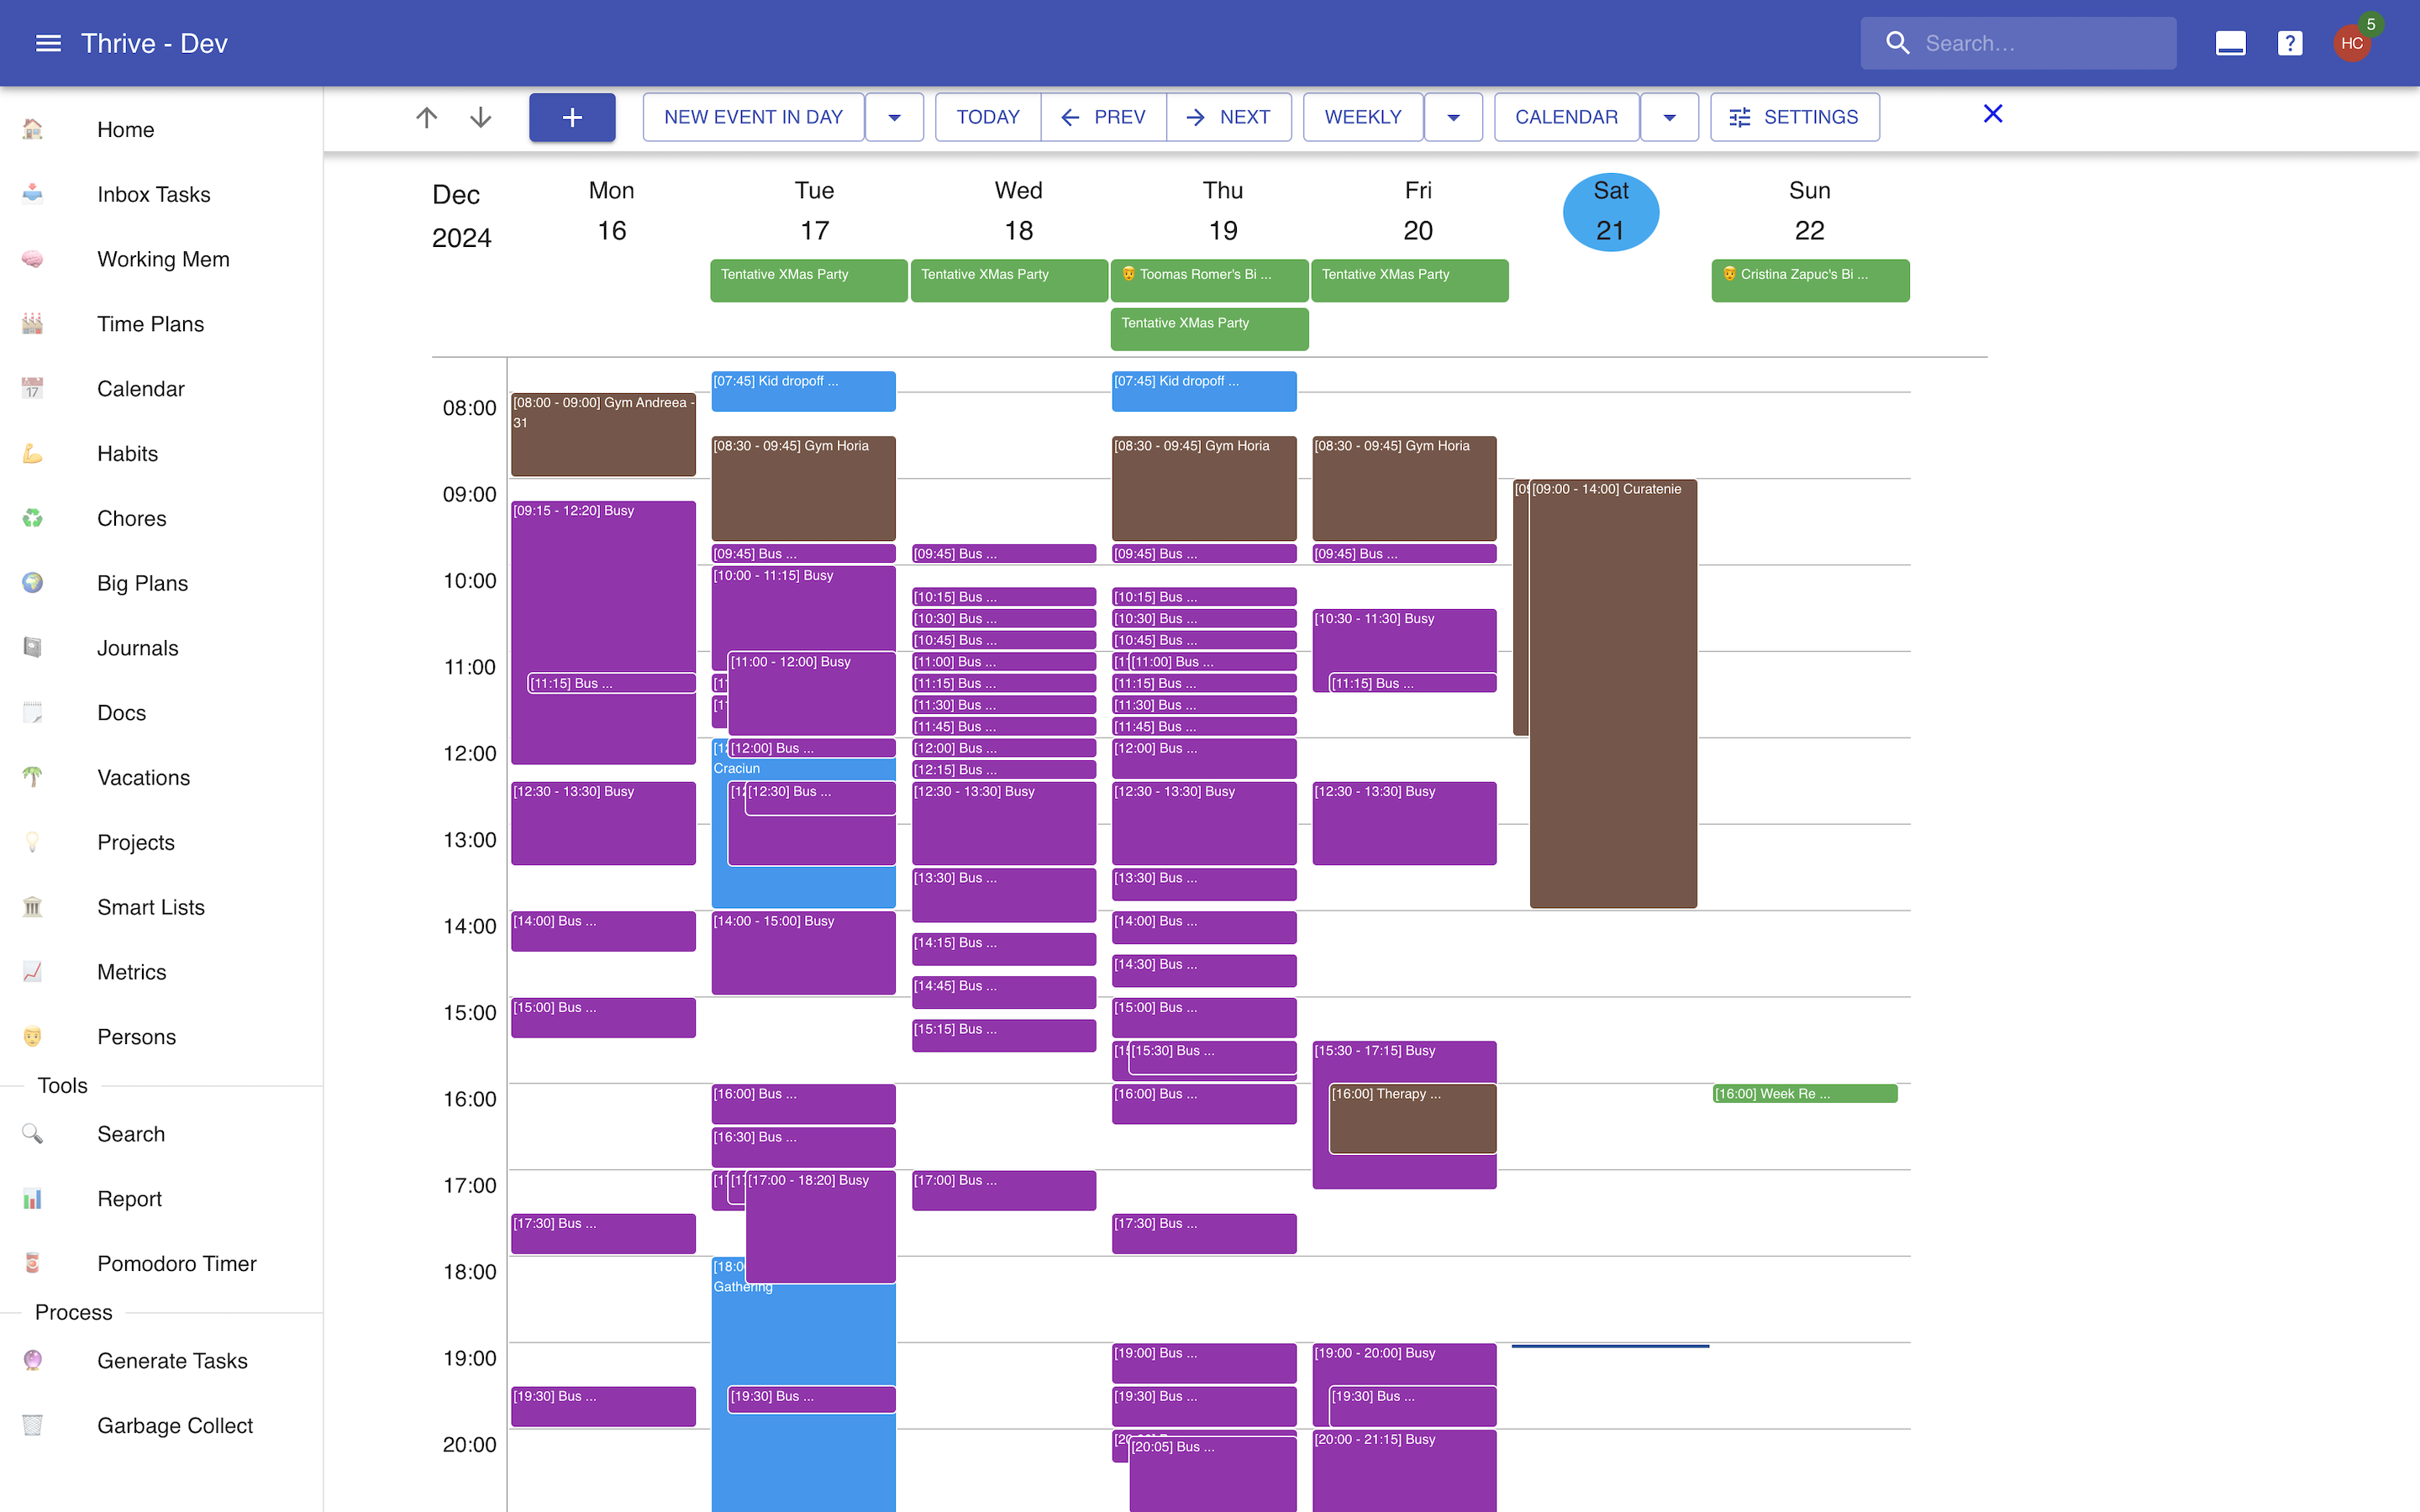 Thrive - Dev
Search...
?
HC
5
Home
Inbox Tasks
Working Mem
Time Plans
17
Calendar
Habits
Chores
Big Plans
Journals
Docs
Vacations
Projects
Smart Lists
Metrics
Persons
Tools
Search
Report
Pomodoro Timer
Process
Generate Tasks
Garbage Collect
+
NEW EVENT IN DAY
TODAY
PREV
NEXT
WEEKLY
CALENDAR
SETTINGS
Dec
2024
Mon
16
Tue
17
Wed
18
Thu
19
Fri
20
Sat
21
Sun
22
Tentative XMas Party
Tentative XMas Party
Toomas Romer's Bi ...
Tentative XMas Party
Cristina Zapuc's Bi ...
Tentative XMas Party
08:00
09:00
10:00
11:00
12:00
13:00
14:00
15:00
16:00
17:00
18:00
19:00
20:00
[08:00 - 09:00] Gym Andreea -
31
[09:15 - 12:20] Busy
[11:15] Bus ...
[12:30 - 13:30] Busy
[14:00] Bus ...
[15:00] Bus ...
[17:30] Bus ...
[19:30] Bus ...
[07:45] Kid dropoff ...
[08:30 - 09:45] Gym Horia
[09:45] Bus ...
[10:00 - 11:15] Busy
[11:00 - 12:00] Busy
[12:00] Bus ...
Craciun
[12:30] Bus ...
[14:00 - 15:00] Busy
[16:00] Bus ...
[16:30] Bus ...
[17:00 - 18:20] Busy
Gathering
[19:30] Bus ...
[09:45] Bus ...
[10:15] Bus ...
[10:30] Bus ...
[10:45] Bus ...
[11:00] Bus ...
[11:15] Bus ...
[11:30] Bus ...
[11:45] Bus ...
[12:00] Bus ...
[12:15] Bus ...
[12:30 - 13:30] Busy
[13:30] Bus ...
[14:15] Bus ...
[14:45] Bus ...
[15:15] Bus ...
[17:00] Bus ...
[07:45] Kid dropoff ...
[08:30 - 09:45] Gym Horia
[09:45] Bus ...
[10:15] Bus ...
[10:30] Bus ...
[10:45] Bus ...
[11:00] Bus ...
[11:15] Bus ...
[11:30] Bus ...
[11:45] Bus ...
[12:00] Bus ...
[12:30 - 13:30] Busy
[13:30] Bus ...
[14:00] Bus ...
[14:30] Bus ...
[15:00] Bus ...
[15:30] Bus ...
[16:00] Bus ...
[17:30] Bus ...
[19:00] Bus ...
[19:30] Bus ...
[20:05] Bus ...
[08:30 - 09:45] Gym Horia
[09:45] Bus ...
[10:30 - 11:30] Busy
[11:15] Bus ...
[12:30 - 13:30] Busy
[15:30 - 17:15] Busy
[16:00] Therapy ...
[19:00 - 20:00] Busy
[19:30] Bus ...
[20:00 - 21:15] Busy
[09:00 - 14:00] Curatenie
[16:00] Week Re ...